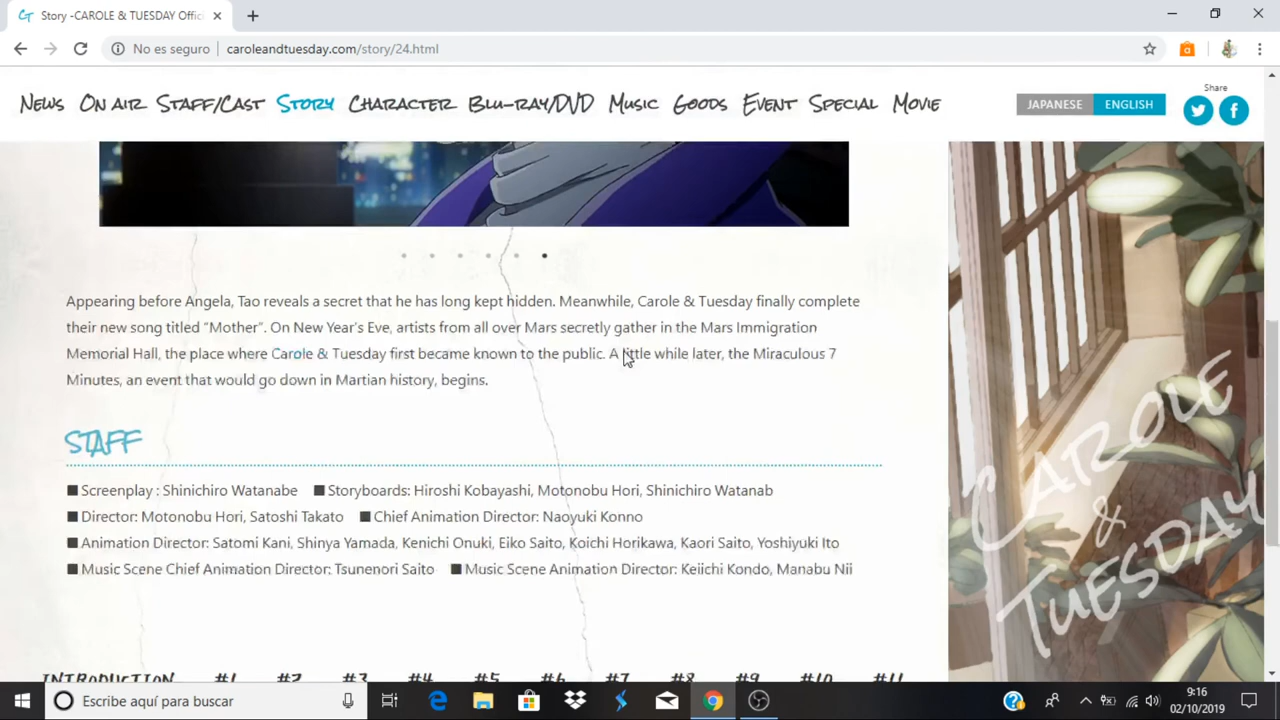 Story -CAROLE & TUESDAY Offic
No es seguro caroleandtuesday.com/story/24.html
NEWS ON AIR STAFF/CAST STORY CHARACTER BLU-RAY/DVD MUSIC GOODS EVENT SPECIAL MOVIE
JAPANESE ENGLISH
Share
Appearing before Angela, Tao reveals a secret that he has long kept hidden. Meanwhile, Carole & Tuesday finally complete
their new song titled “Mother”. On New Year’s Eve, artists from all over Mars secretly gather in the Mars Immigration
Memorial Hall, the place where Carole & Tuesday first became known to the public. A little while later, the Miraculous 7
Minutes, an event that would go down in Martian history, begins.
STAFF
■Screenplay : Shinichiro Watanabe ■Storyboards: Hiroshi Kobayashi, Motonobu Hori, Shinichiro Watanab
■Director: Motonobu Hori, Satoshi Takato ■Chief Animation Director: Naoyuki Konno
■Animation Director: Satomi Kani, Shinya Yamada, Kenichi Onuki, Eiko Saito, Koichi Horikawa, Kaori Saito, Yoshiyuki Ito
■Music Scene Chief Animation Director: Tsunenori Saito ■Music Scene Animation Director: Keiichi Kondo, Manabu Nii
CAROLE
&
TUESDAY
INTRODUCTION #1 #2 #3 #4 #5 #6 #7 #8 #9 #10 #11
Escribe aquí para buscar
9:16
02/10/2019